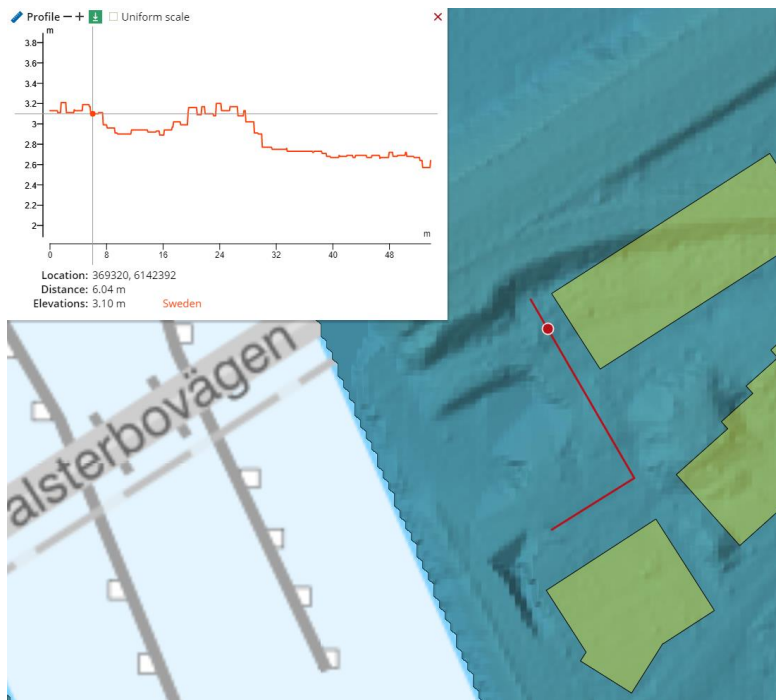 Profile − + Uniform scale ×
m
3.8
3.6
3.4
3.2
3
2.8
2.6
2.4
2.2
2
m
0 8 16 24 32 40 48
Location: 369320, 6142392
Distance: 6.04 m
Elevations: 3.10 m Sweden
alsterbovägen